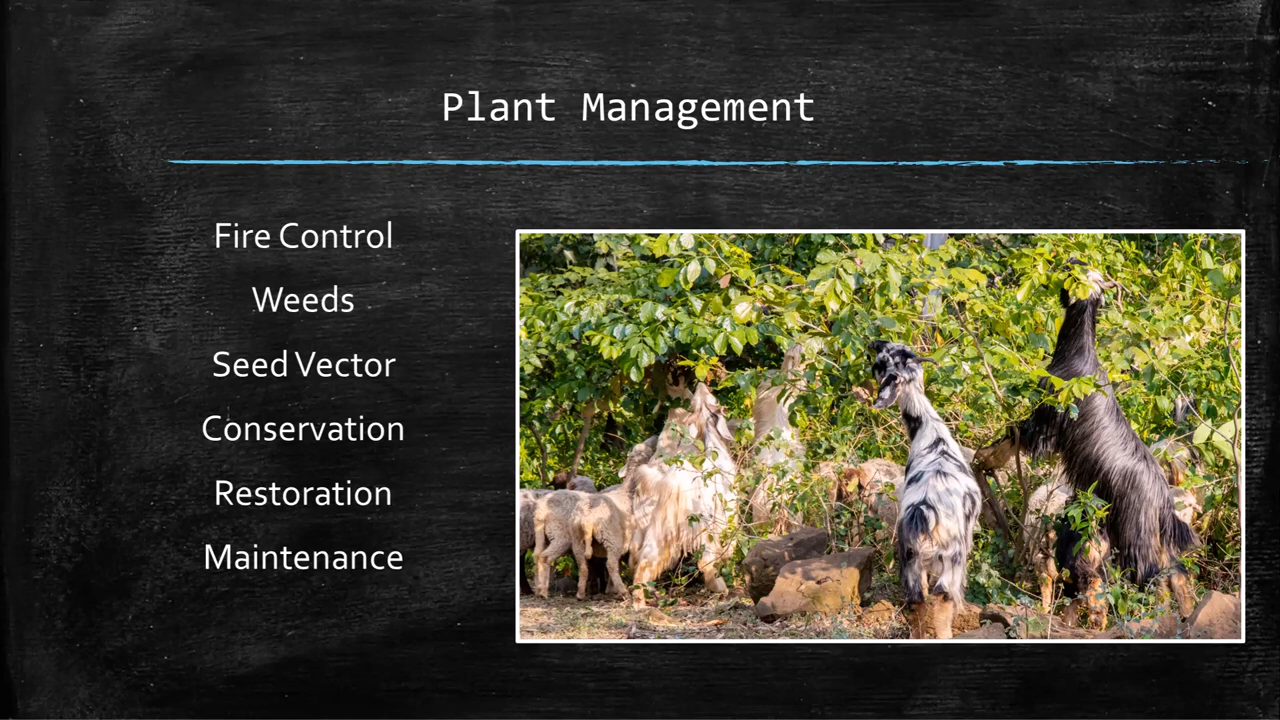 Plant Management
Fire Control
Weeds
Seed Vector
Conservation
Restoration
Maintenance